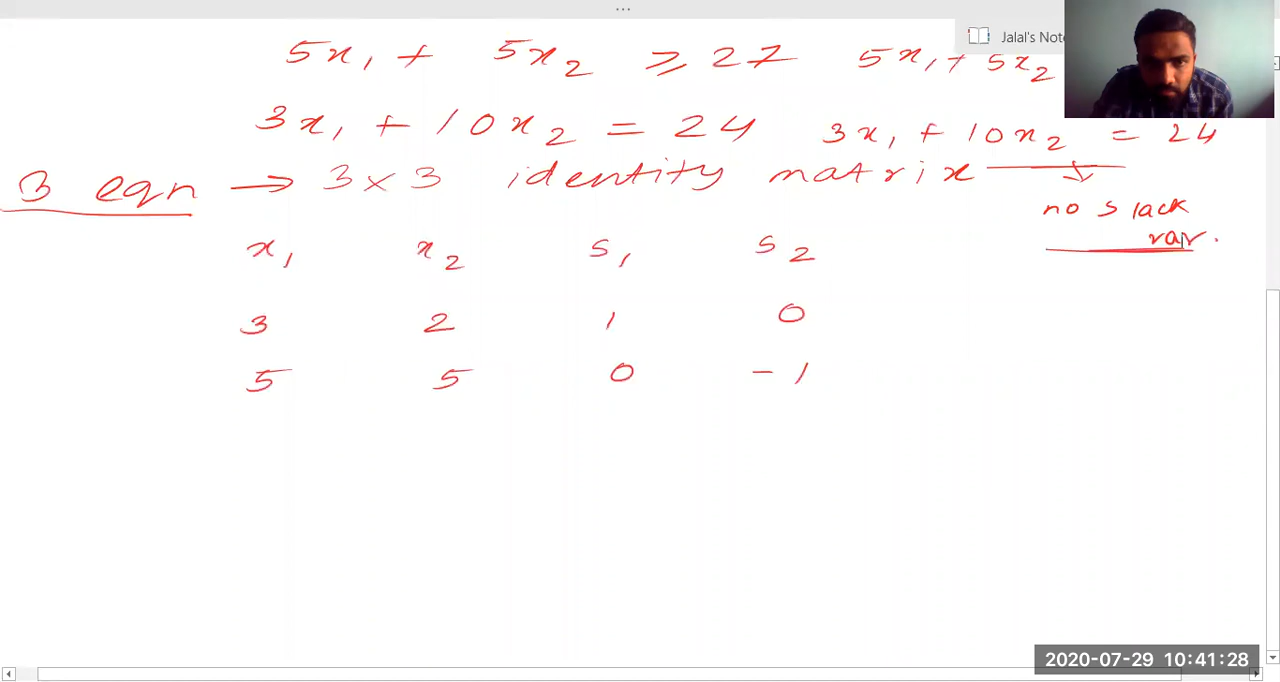 ...
Jalal's Not
5x₁ + 5x₂ ⩾ 27 5x₁ + 5x₂
3x₁ + 10x₂ = 24 3x₁ + 10x₂ = 24
3 eqn → 3×3 identity matrix
no slack
var.
x₁ x₂ s₁ s₂
3 2 1 0
5 5 0 -1
2020-07-29 10:41:28